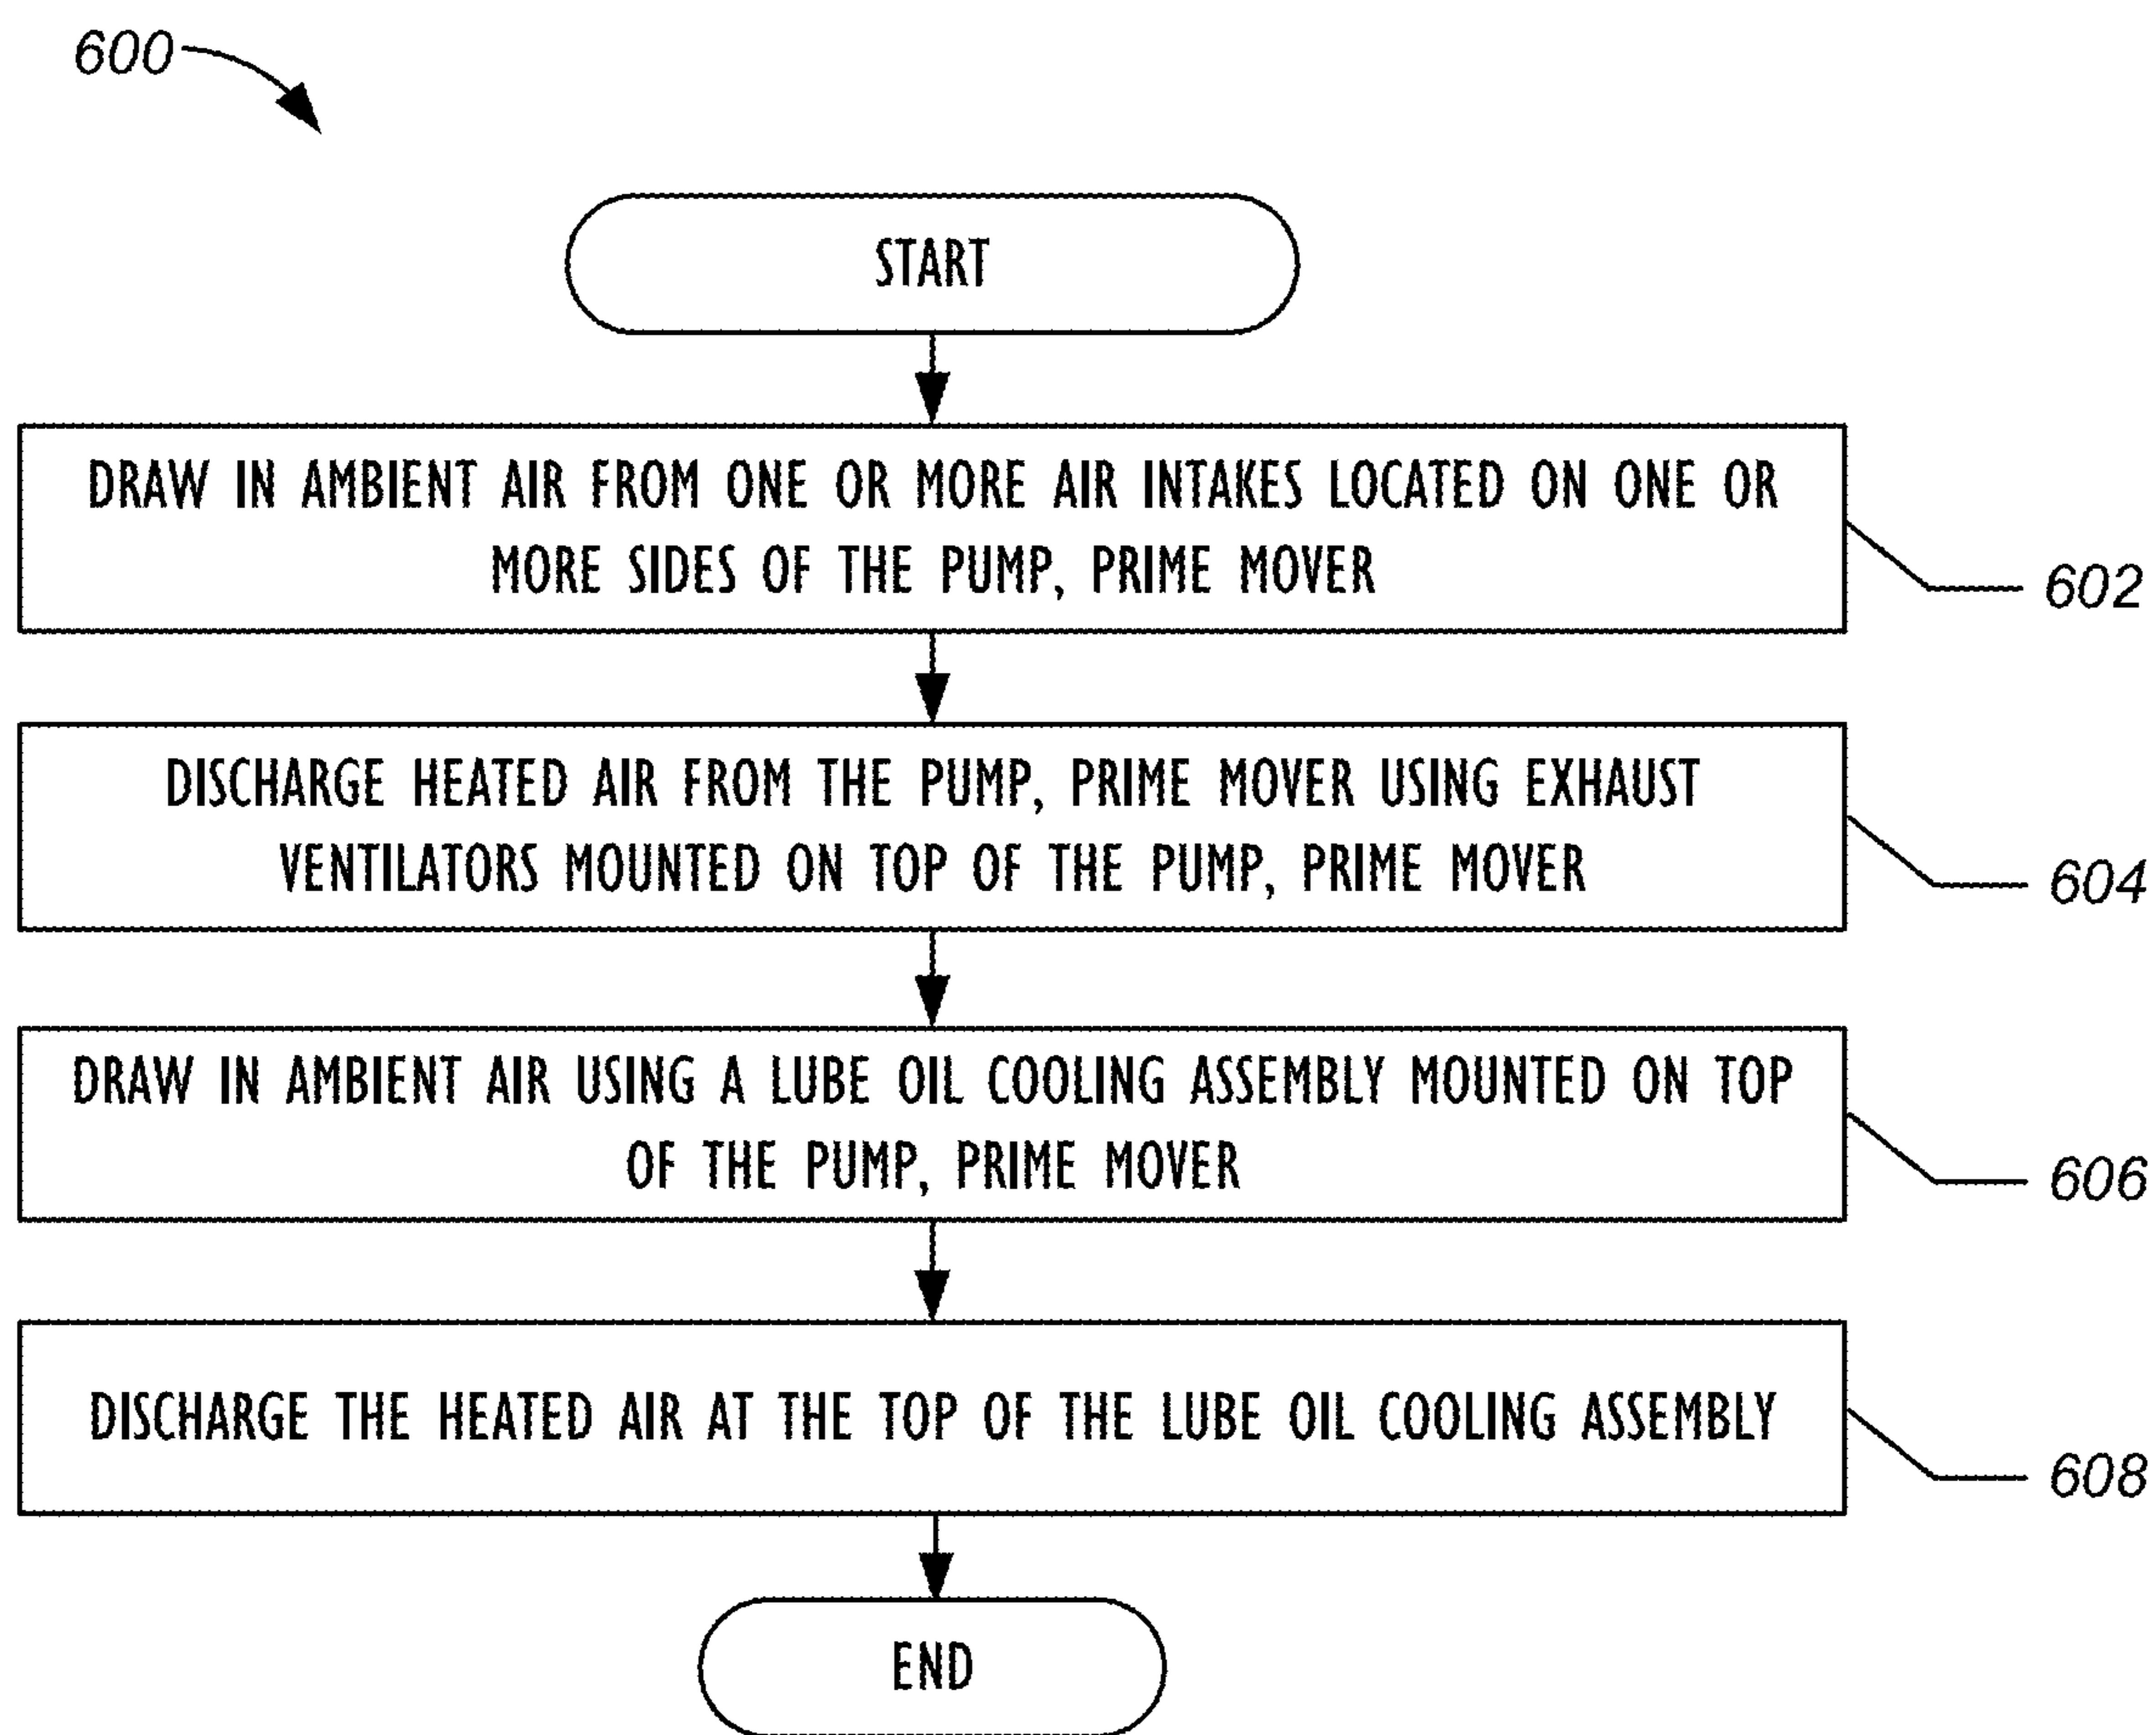 600
START
DRAW IN AMBIENT AIR FROM ONE OR MORE AIR INTAKES LOCATED ON ONE OR
MORE SIDES OF THE PUMP, PRIME MOVER
602
DISCHARGE HEATED AIR FROM THE PUMP, PRIME MOVER USING EXHAUST
VENTILATORS MOUNTED ON TOP OF THE PUMP, PRIME MOVER
604
DRAW IN AMBIENT AIR USING A LUBE OIL COOLING ASSEMBLY MOUNTED ON TOP
OF THE PUMP, PRIME MOVER
606
DISCHARGE THE HEATED AIR AT THE TOP OF THE LUBE OIL COOLING ASSEMBLY
608
END